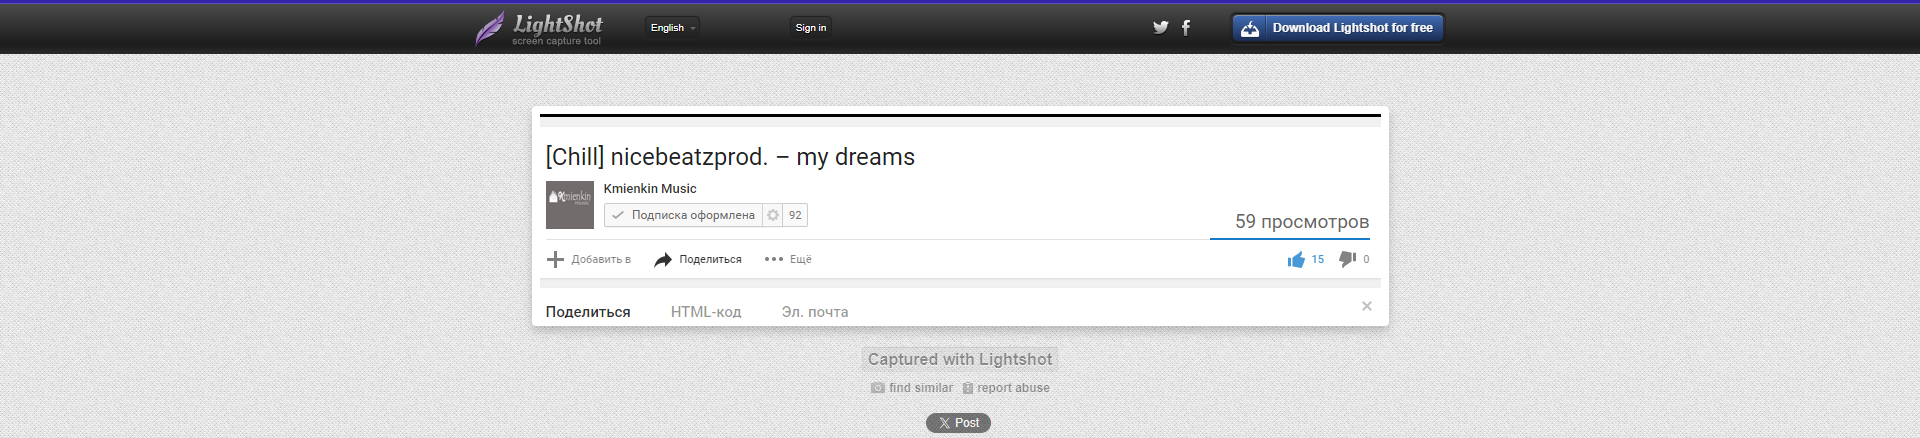 LightShot
screen capture tool
English
Sign in
Download Lightshot for free
[Chill] nicebeatzprod. – my dreams
Kmienkin
Kmienkin Music
Подписка оформлена 92
59 просмотров
Добавить в Поделиться Ещё 15 0
Поделиться HTML-код Эл. почта
Captured with Lightshot
find similar report abuse
Post